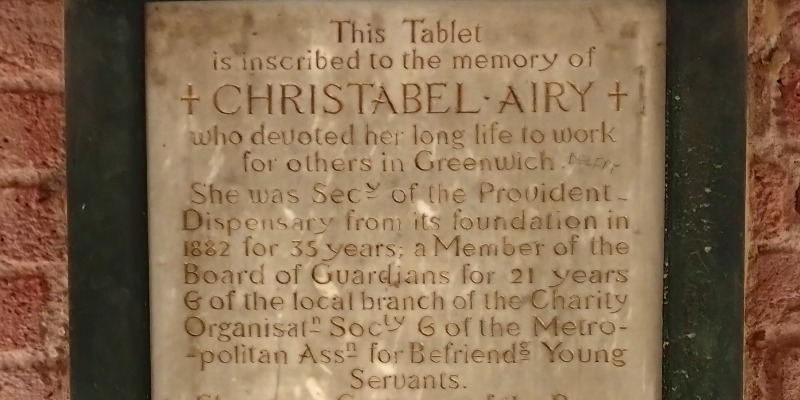 This Tablet
is inscribed to the memory of
✝ CHRISTABEL · AIRY ✝
who devoted her long life to work
for others in Greenwich.
She was Secy of the Provident
Dispensary from its foundation in
1882 for 35 years; a Member of the
Board of Guardians for 21 years
& of the local branch of the Charity
Organisatn Socty & of the Metro-
-politan Assn for Befriendg Young
Servants.